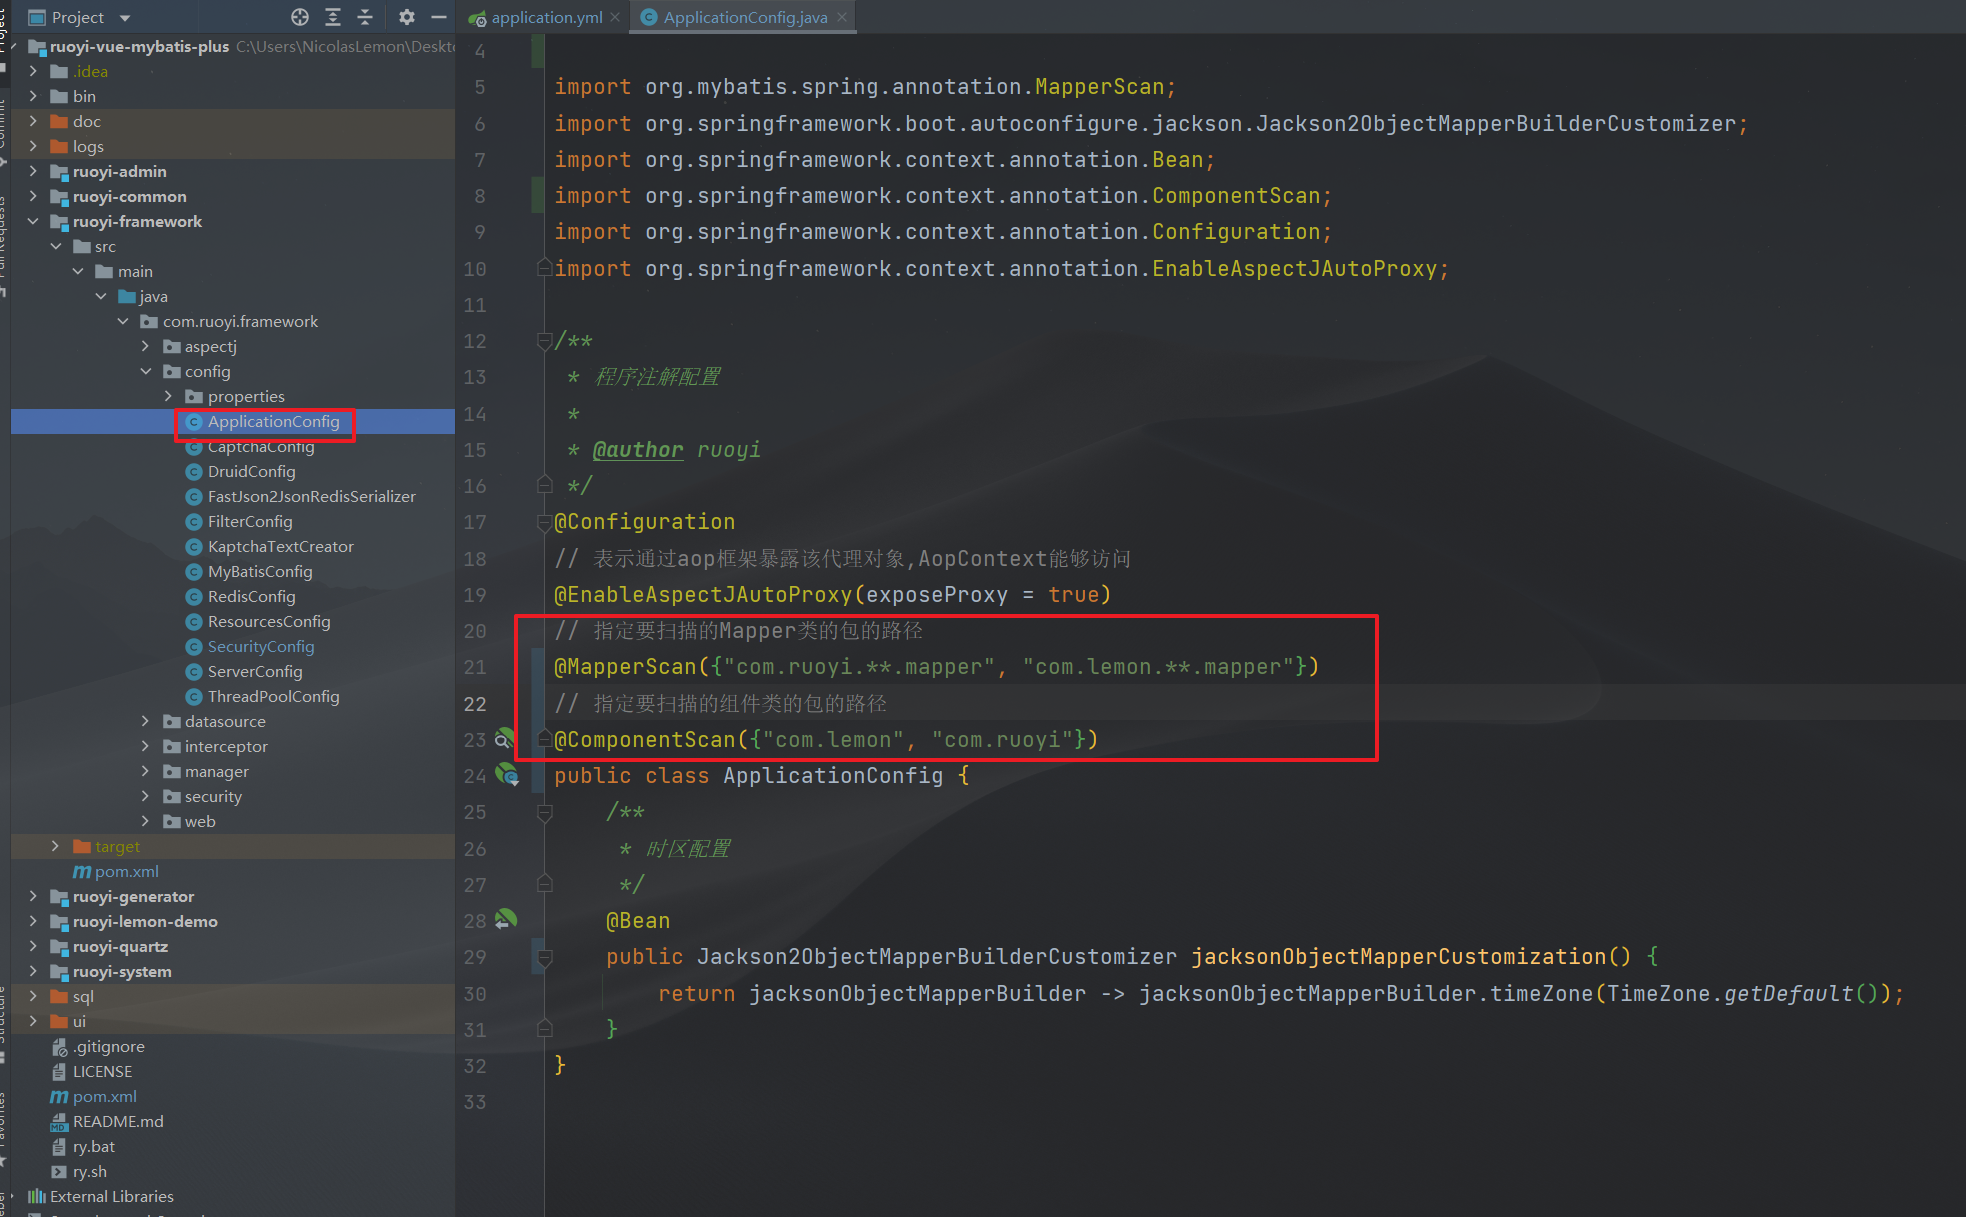 Project
ruoyi-vue-mybatis-plus C:\Users\NicolasLemon\Deskto
.idea
bin
doc
logs
ruoyi-admin
ruoyi-common
ruoyi-framework
src
main
java
com.ruoyi.framework
aspectj
config
properties
ApplicationConfig
CaptchaConfig
DruidConfig
FastJson2JsonRedisSerializer
FilterConfig
KaptchaTextCreator
MyBatisConfig
RedisConfig
ResourcesConfig
SecurityConfig
ServerConfig
ThreadPoolConfig
datasource
interceptor
manager
security
web
target
pom.xml
ruoyi-generator
ruoyi-lemon-demo
ruoyi-quartz
ruoyi-system
sql
ui
.gitignore
LICENSE
pom.xml
README.md
ry.bat
ry.sh
External Libraries
application.yml
ApplicationConfig.java
4
5 import org.mybatis.spring.annotation.MapperScan;
6 import org.springframework.boot.autoconfigure.jackson.Jackson2ObjectMapperBuilderCustomizer;
7 import org.springframework.context.annotation.Bean;
8 import org.springframework.context.annotation.ComponentScan;
9 import org.springframework.context.annotation.Configuration;
10 import org.springframework.context.annotation.EnableAspectJAutoProxy;
11
12 /**
13 * 程序注解配置
14 *
15 * @author ruoyi
16 */
17 @Configuration
18 // 表示通过aop框架暴露该代理对象,AopContext能够访问
19 @EnableAspectJAutoProxy(exposeProxy = true)
20 // 指定要扫描的Mapper类的包的路径
21 @MapperScan({"com.ruoyi.**.mapper", "com.lemon.**.mapper"})
22 // 指定要扫描的组件类的包的路径
23 @ComponentScan({"com.lemon", "com.ruoyi"})
24 public class ApplicationConfig {
25 /**
26 * 时区配置
27 */
28 @Bean
29 public Jackson2ObjectMapperBuilderCustomizer jacksonObjectMapperCustomization() {
30 return jacksonObjectMapperBuilder -> jacksonObjectMapperBuilder.timeZone(TimeZone.getDefault());
31 }
32 }
33